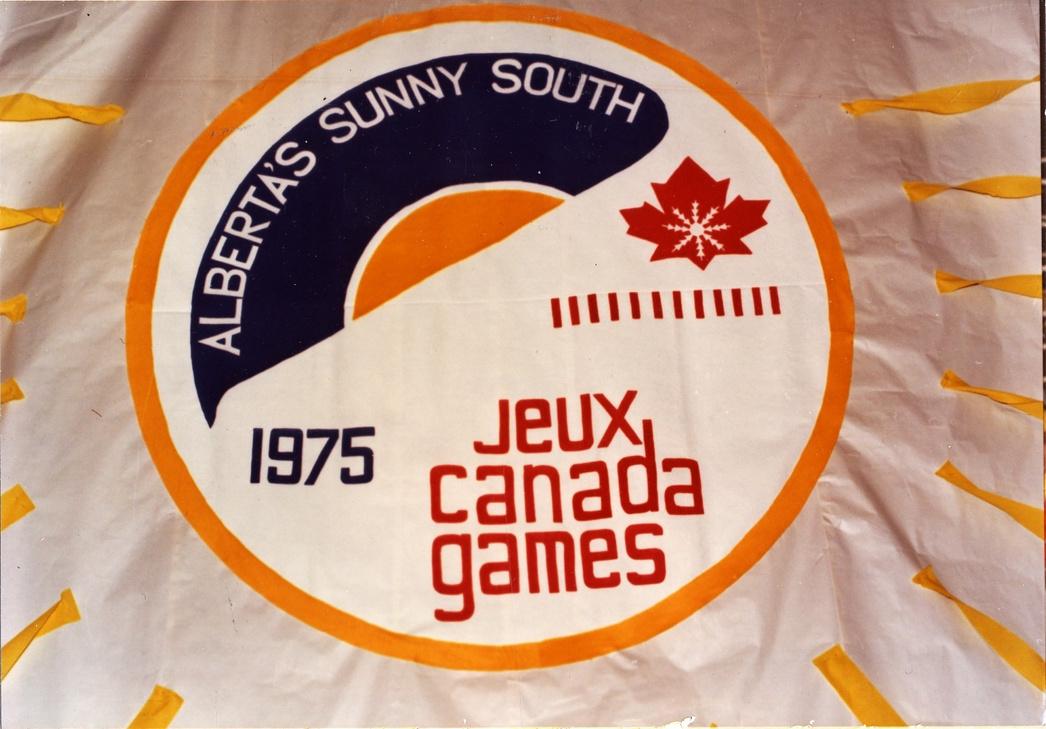 ALBERTA'S SUNNY SOUTH
1975
jeux
canada
games